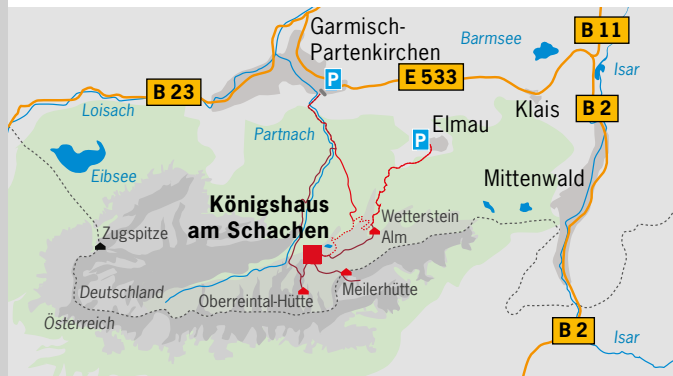 Garmisch-
Partenkirchen
B 11
Barmsee
Isar
P
E 533
B 23
Klais
B 2
Loisach
Partnach
P
Elmau
Eibsee
Mittenwald
Königshaus
am Schachen
Wetterstein
Alm
Zugspitze
Deutschland
Oberreintal-Hütte
Meilerhütte
Österreich
B 2
Isar